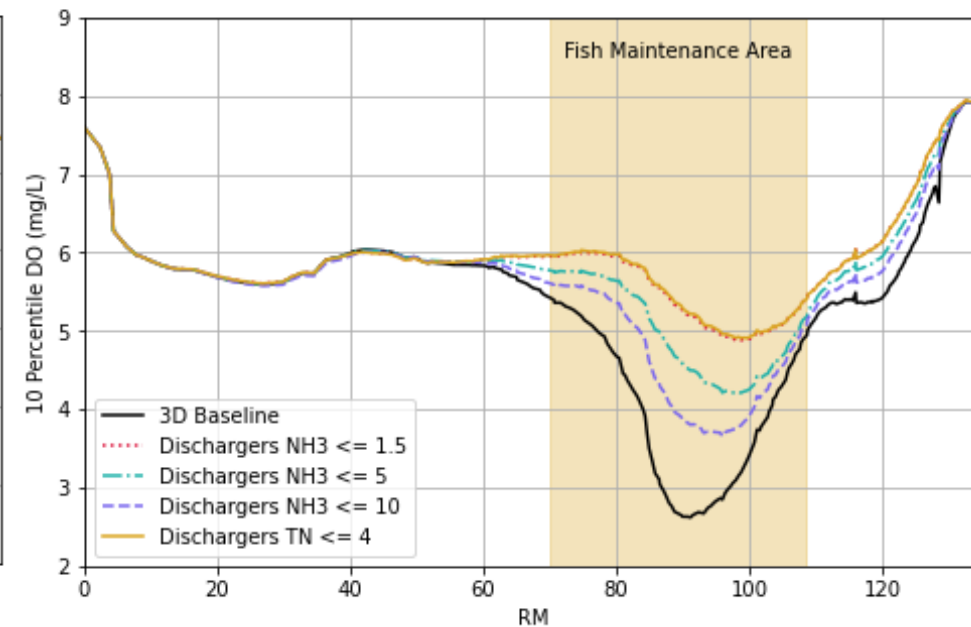 9
8
7
6
5
4
3
2
10 Percentile DO (mg/L)
Fish Maintenance Area
3D Baseline
Dischargers NH3 <= 1.5
Dischargers NH3 <= 5
Dischargers NH3 <= 10
Dischargers TN <= 4
0 20 40 60 80 100 120
RM